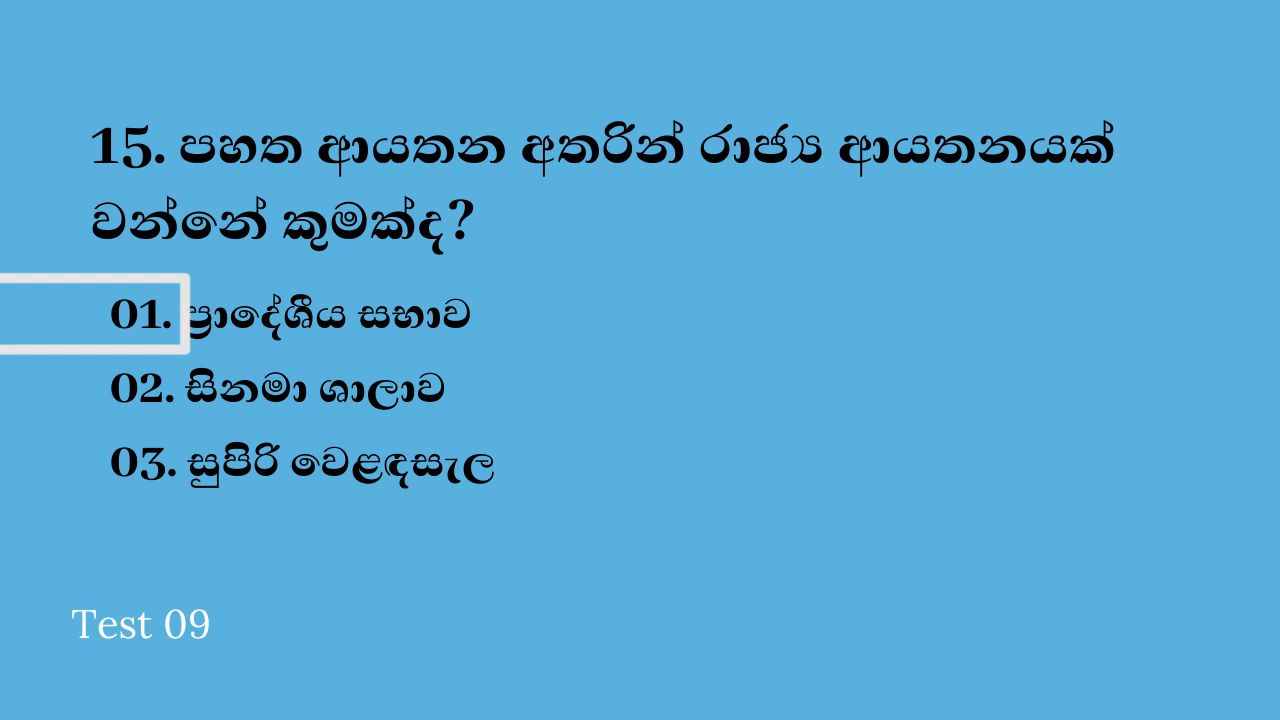 15. පහත ආයතන අතරින් රාජ්‍ය ආයතනයක්
වන්නේ කුමක්ද?
01. ප්‍රාදේශීය සභාව
02. සිනමා ශාලාව
03. සුපිරි වෙළඳසැල
Test 09